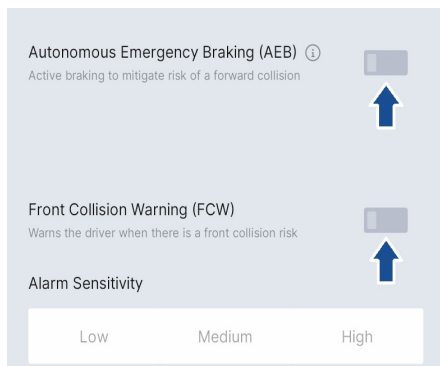 Autonomous Emergency Braking (AEB)
Active braking to mitigate risk of a forward collision
Front Collision Warning (FCW)
Warns the driver when there is a front collision risk
Alarm Sensitivity
Low Medium High